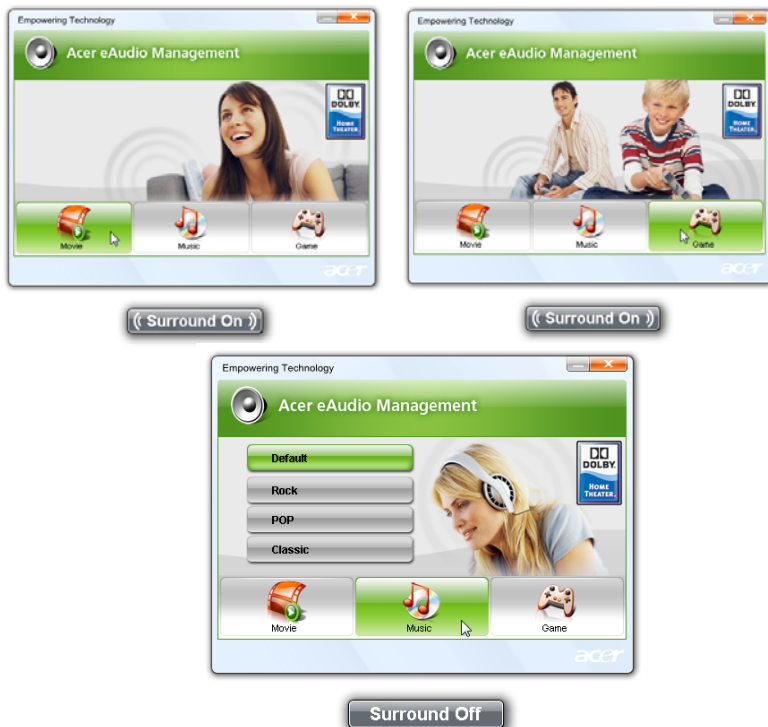 Empowering Technology
Acer eAudio Management
DOLBY
HOME
THEATER
Movie
Music
Game
acer
(( Surround On ))
Empowering Technology
Acer eAudio Management
DOLBY
HOME
THEATER
Movie
Music
Game
acer
(( Surround On ))
Empowering Technology
Acer eAudio Management
Default
Rock
POP
Classic
DOLBY
HOME
THEATER
Movie
Music
Game
acer
Surround Off